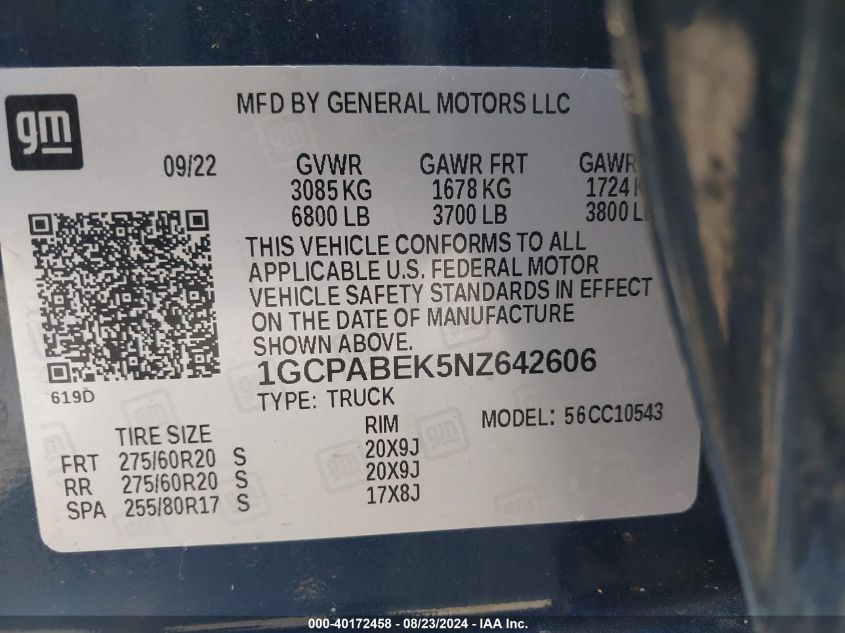 gm
MFD BY GENERAL MOTORS LLC
09/22 GVWR GAWR FRT GAWR
3085 KG 1678 KG 1724
6800 LB 3700 LB 3800
THIS VEHICLE CONFORMS TO ALL
APPLICABLE U.S. FEDERAL MOTOR
VEHICLE SAFETY STANDARDS IN EFFECT
ON THE DATE OF MANUFACTURE
SHOWN ABOVE.
1GCPABEK5NZ642606
619D
TYPE: TRUCK
MODEL: 56CC10543
TIRE SIZE RIM
FRT 275/60R20 S 20X9J
RR 275/60R20 S 20X9J
SPA 255/80R17 S 17X8J
000-40172458 - 08/23/2024 - IAA, Inc.